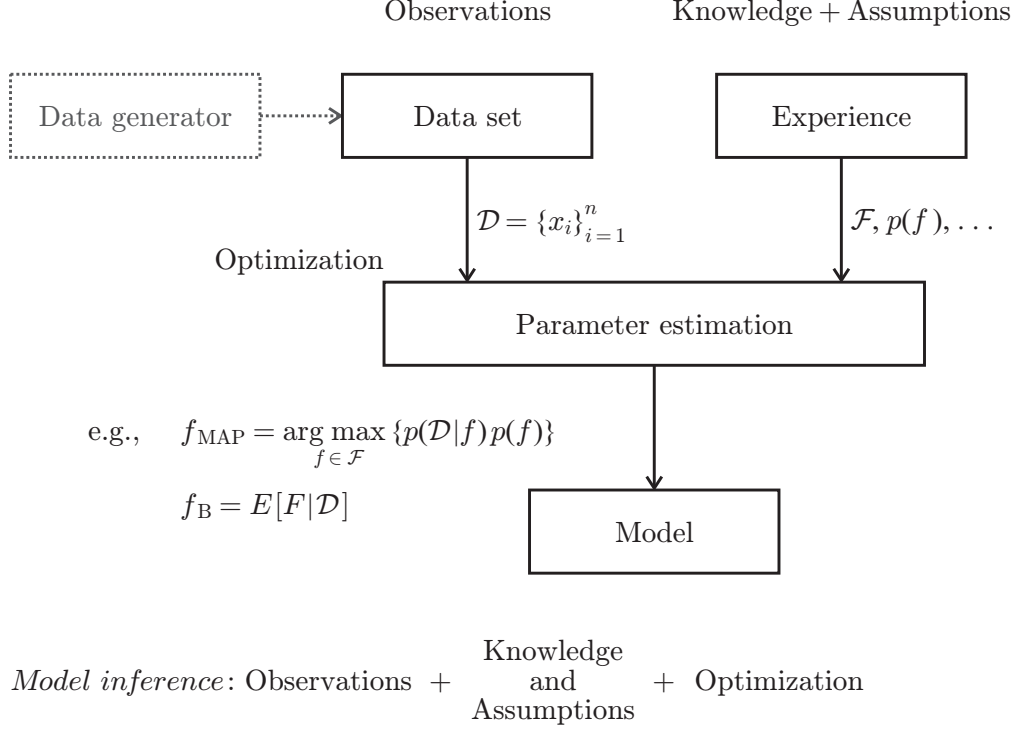 Observations
Knowledge + Assumptions
Data generator
Data set
Experience
𝒟 = {x_i}_{i=1}^n
ℱ, p(f), . . .
Optimization
Parameter estimation
e.g., f_MAP = arg max_{f ∈ ℱ} {p(𝒟|f)p(f)}
f_B = E[F|𝒟]
Model
Model inference: Observations + Knowledge and Assumptions + Optimization